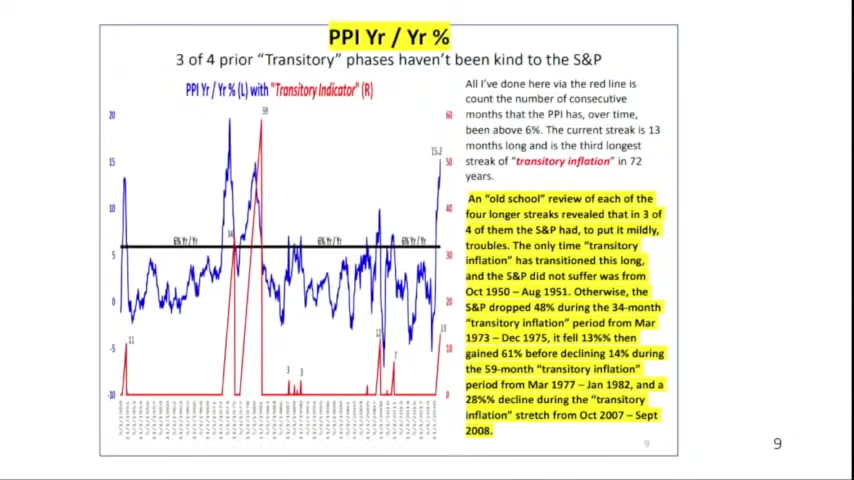 PPI Yr / Yr %
3 of 4 prior “Transitory” phases haven’t been kind to the S&P
PPI Yr / Yr % (L) with "Transitory Indicator" (R)
20
15
10
5
0
-5
-10
60
50
40
30
20
10
0
59
34
15.2
11
3
3
12
7
13
6% Yr/Yr
6% Yr/Yr
6% Yr/Yr
All I’ve done here via the red line is
count the number of consecutive
months that the PPI has, over time,
been above 6%. The current streak is 13
months long and is the third longest
streak of “transitory inflation” in 72
years.
An “old school” review of each of the
four longer streaks revealed that in 3 of
4 of them the S&P had, to put it mildly,
troubles. The only time “transitory
inflation” has transitioned this long,
and the S&P did not suffer was from
Oct 1950 – Aug 1951. Otherwise, the
S&P dropped 48% during the 34-month
“transitory inflation” period from Mar
1973 – Dec 1975, it fell 13%% then
gained 61% before declining 14% during
the 59-month “transitory inflation”
period from Mar 1977 – Jan 1982, and a
28%% decline during the “transitory
inflation” stretch from Oct 2007 – Sept
2008.
9
9